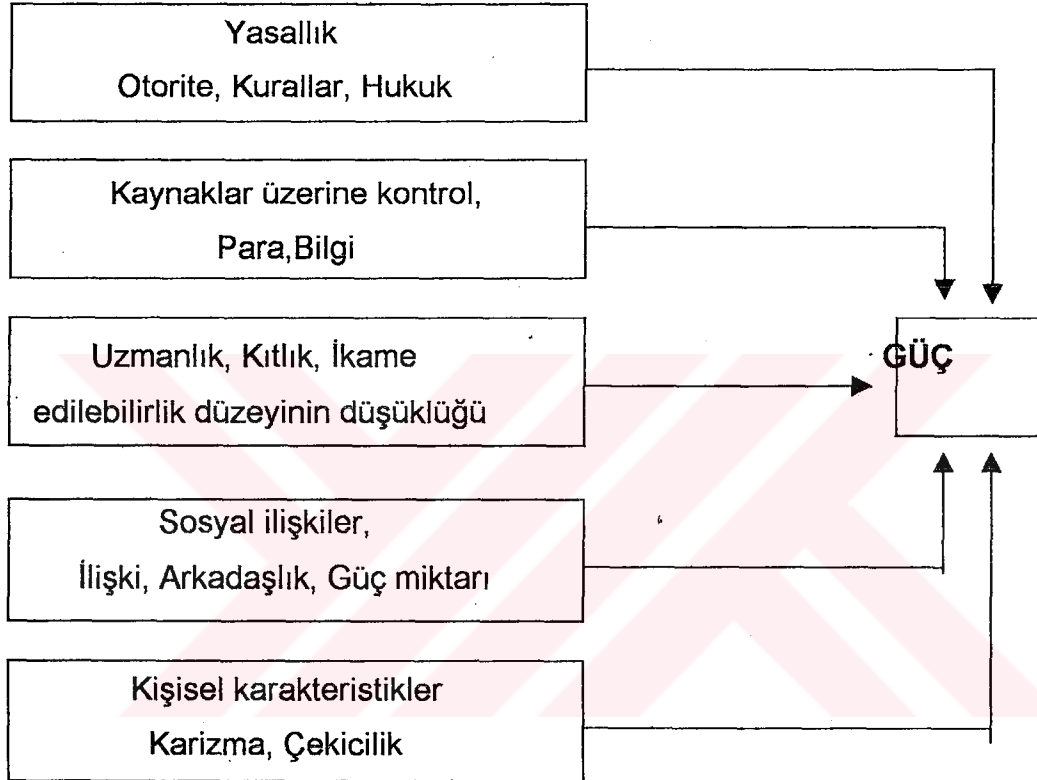 Yasallık
Otorite, Kurallar, Hukuk
Kaynaklar üzerine kontrol,
Para,Bilgi
Uzmanlık, Kıtlık, İkame
edilebilirlik düzeyinin düşüklüğü
GÜÇ
Sosyal ilişkiler,
İlişki, Arkadaşlık, Güç miktarı
Kişisel karakteristikler
Karizma, Çekicilik